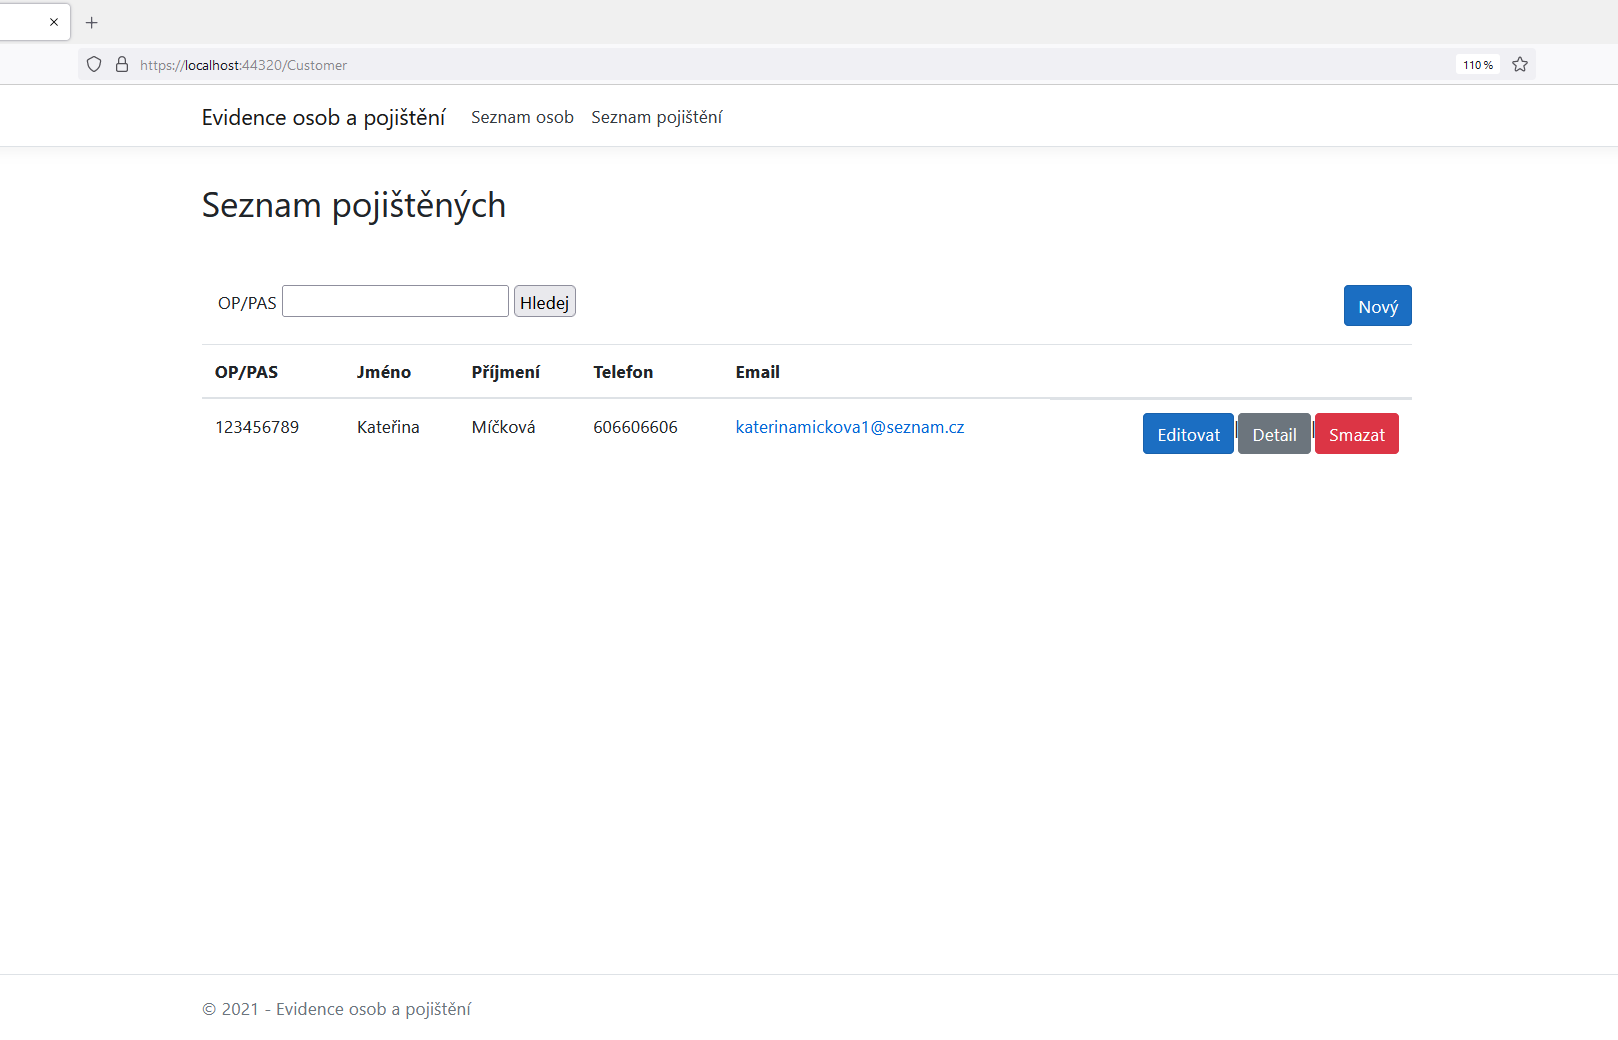 https://localhost:44320/Customer 110 %
Evidence osob a pojištění Seznam osob Seznam pojištění
Seznam pojištěných
OP/PAS Hledej Nový
OP/PAS Jméno Příjmení Telefon Email
123456789 Kateřina Míčková 606606606 katerinamickova1@seznam.cz Editovat | Detail | Smazat
© 2021 - Evidence osob a pojištění